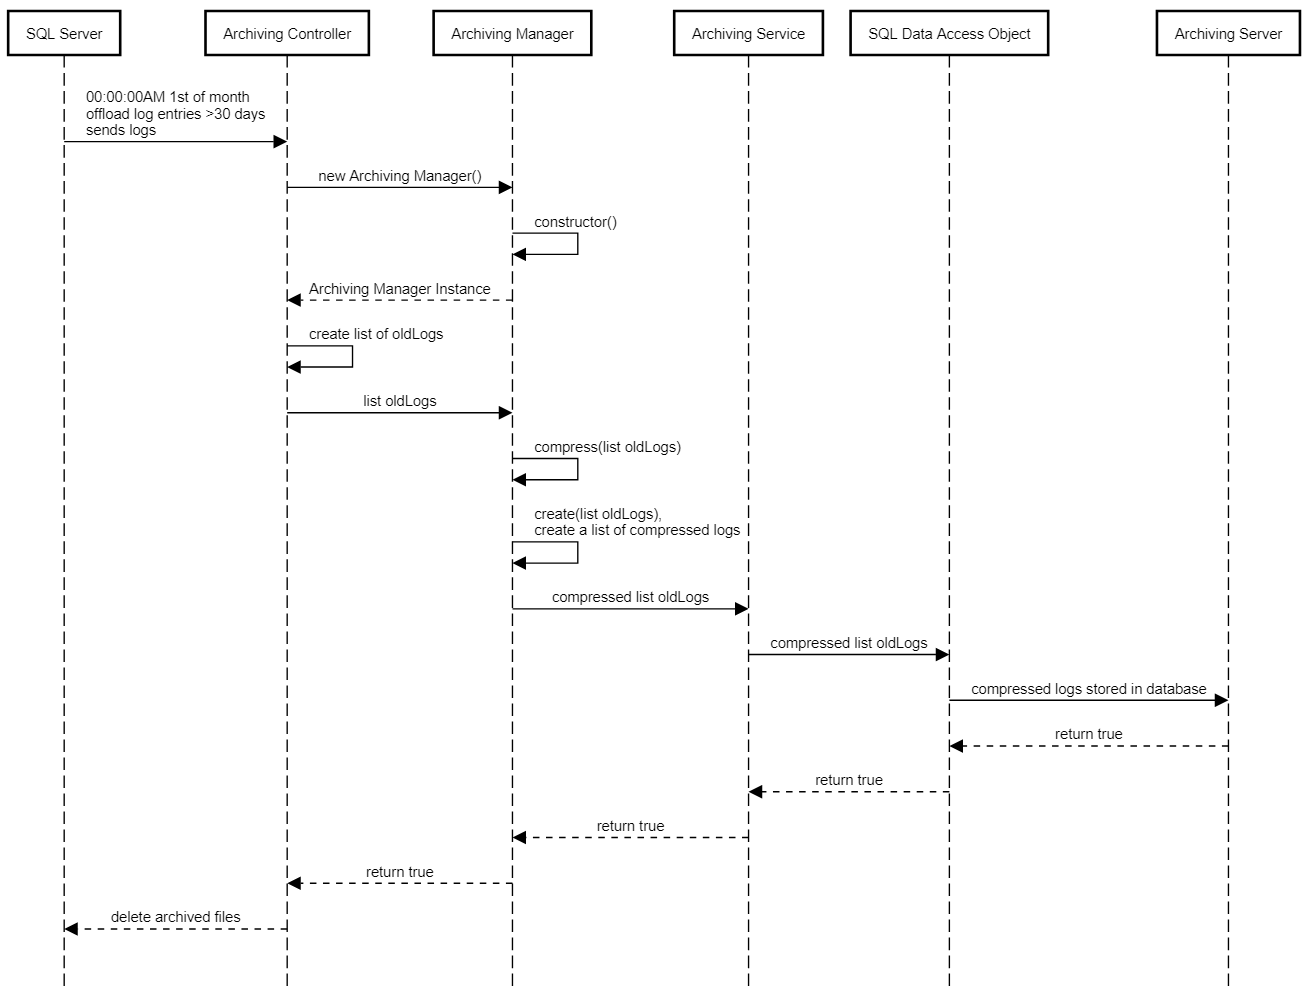 SQL Server
Archiving Controller
Archiving Manager
Archiving Service
SQL Data Access Object
Archiving Server
00:00:00AM 1st of month
offload log entries >30 days
sends logs
new Archiving Manager()
constructor()
Archiving Manager Instance
create list of oldLogs
list oldLogs
compress(list oldLogs)
create(list oldLogs),
create a list of compressed logs
compressed list oldLogs
compressed list oldLogs
compressed logs stored in database
return true
return true
return true
return true
delete archived files